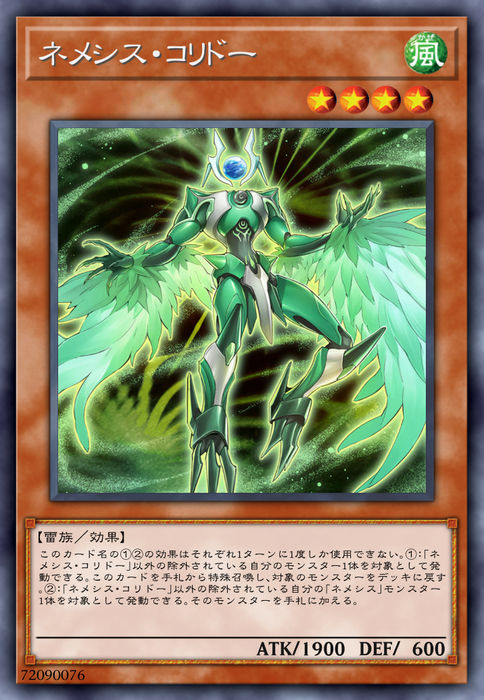 ネメシス・コリドー
かぜ
風
【雷族／効果】
このカード名の①②の効果はそれぞれ1ターンに1度しか使用できない。①：「ネ
メシス・コリドー」以外の除外されている自分のモンスター1体を対象として発
動できる。このカードを手札から特殊召喚し、対象のモンスターをデッキに戻す
。②：「ネメシス・コリドー」以外の除外されている自分の「ネメシス」モンスター
1体を対象として発動できる。そのモンスターを手札に加える。
ATK/1900 DEF/ 600
72090076